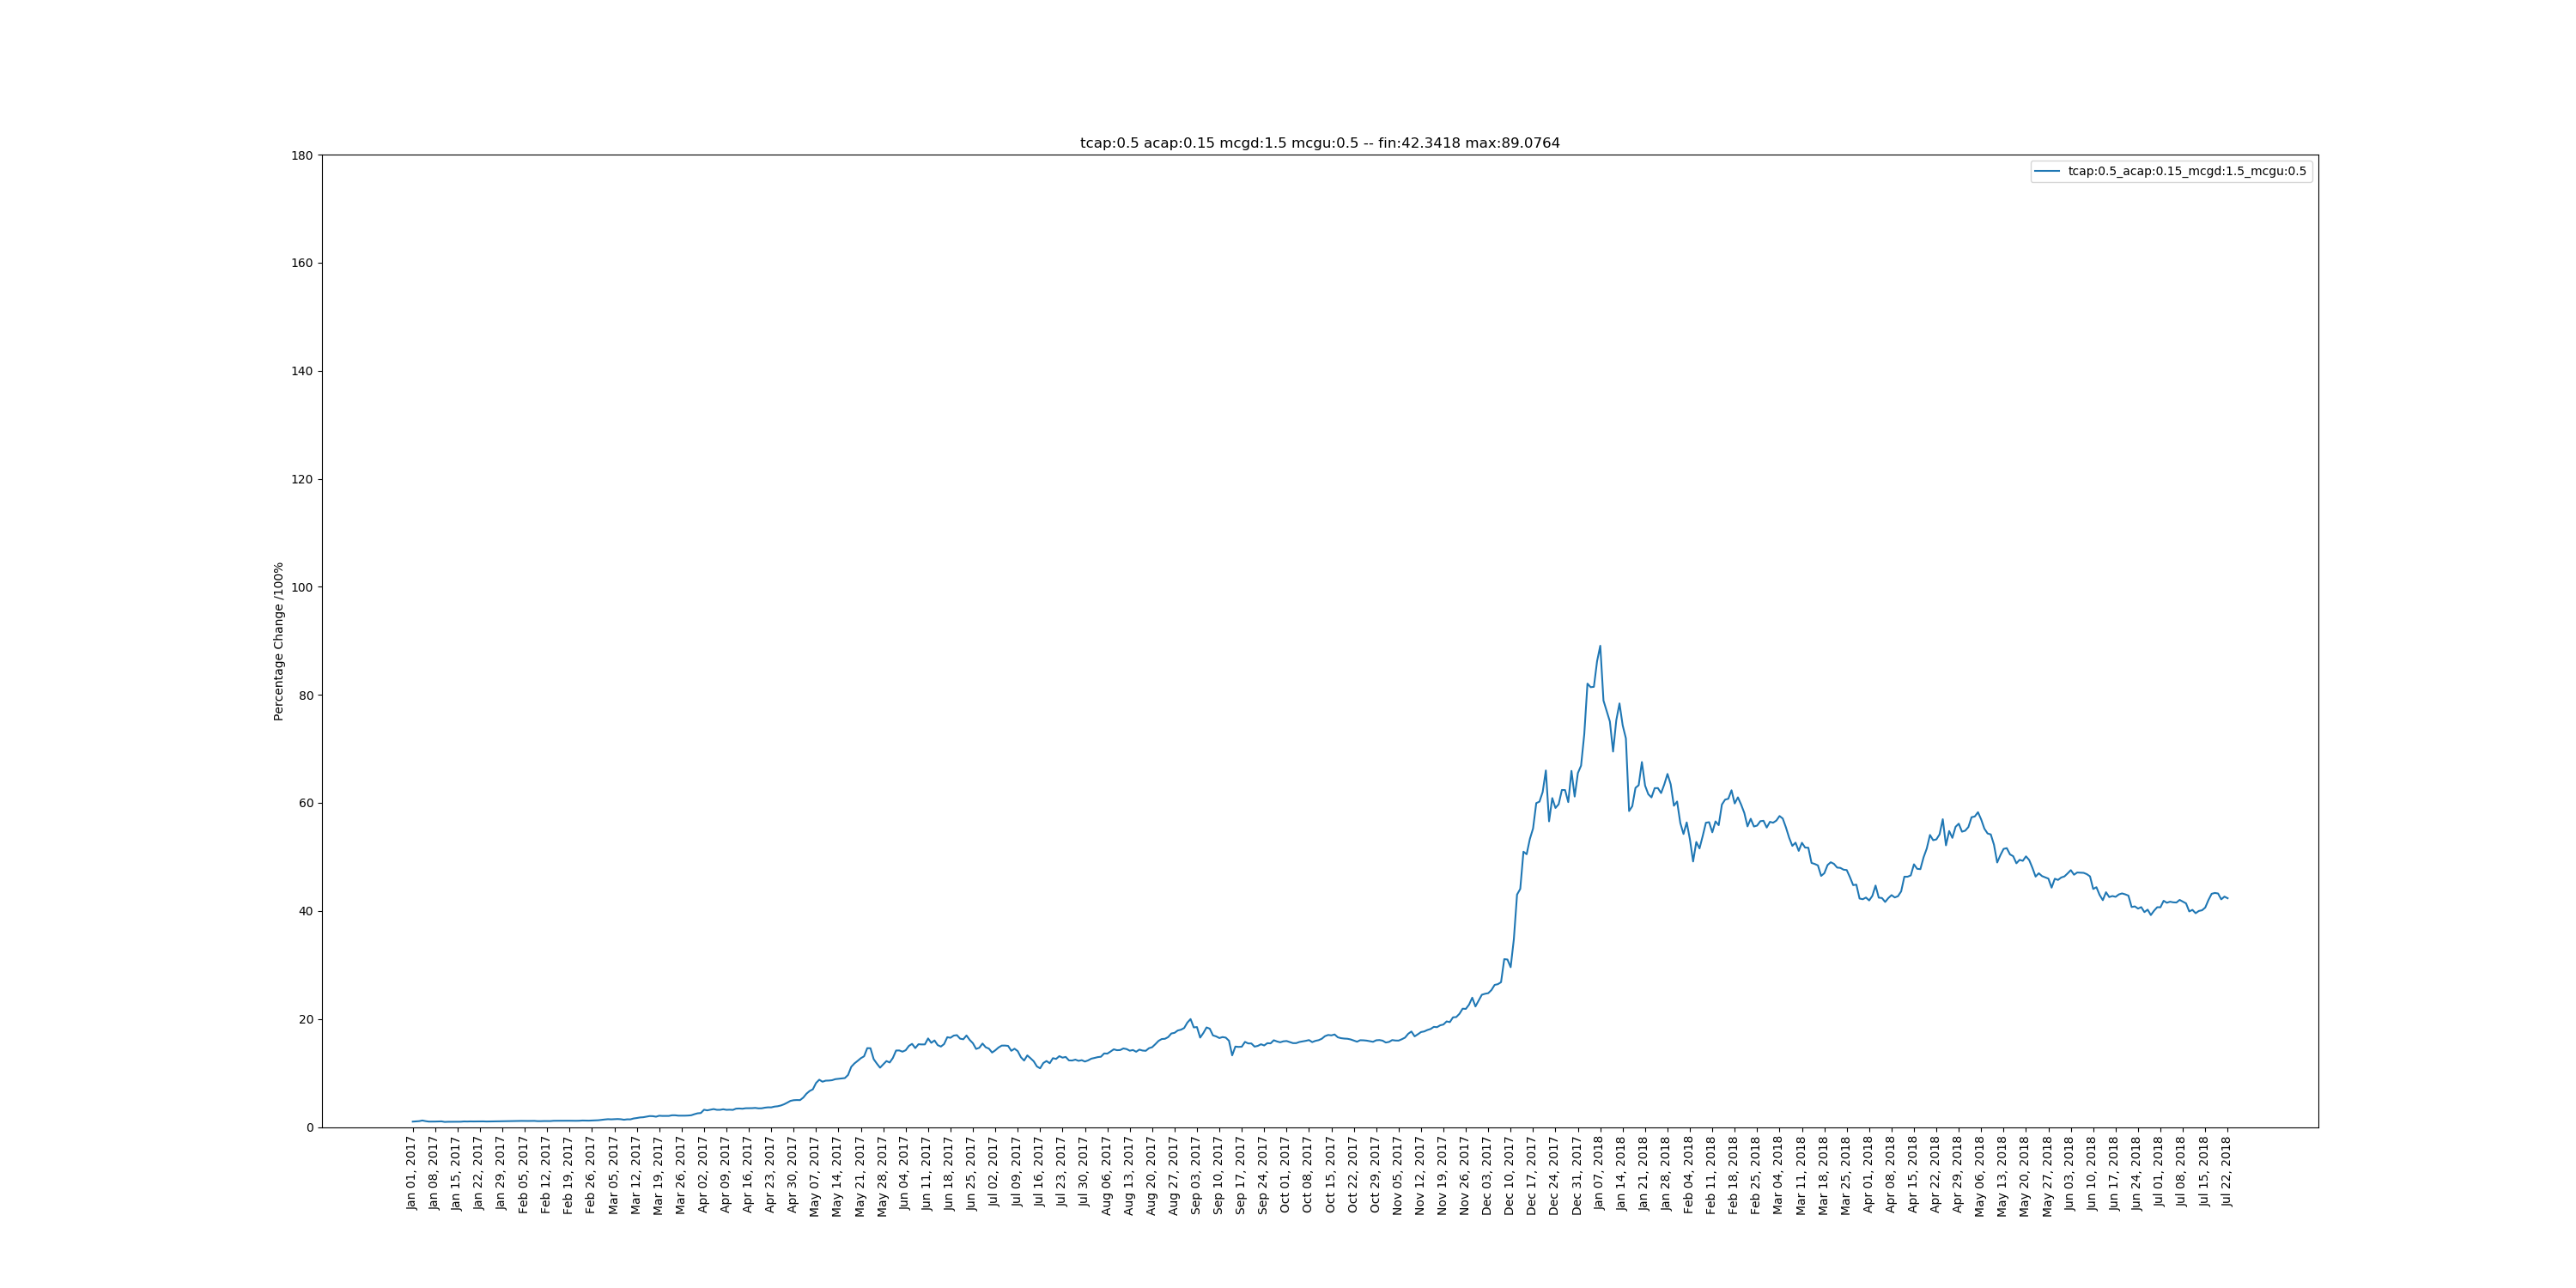 tcap:0.5 acap:0.15 mcgd:1.5 mcgu:0.5 -- fin:42.3418 max:89.0764
tcap:0.5_acap:0.15_mcgd:1.5_mcgu:0.5
Percentage Change /100%
180
160
140
120
100
80
60
40
20
0
Jan 01, 2017
Jan 08, 2017
Jan 15, 2017
Jan 22, 2017
Jan 29, 2017
Feb 05, 2017
Feb 12, 2017
Feb 19, 2017
Feb 26, 2017
Mar 05, 2017
Mar 12, 2017
Mar 19, 2017
Mar 26, 2017
Apr 02, 2017
Apr 09, 2017
Apr 16, 2017
Apr 23, 2017
Apr 30, 2017
May 07, 2017
May 14, 2017
May 21, 2017
May 28, 2017
Jun 04, 2017
Jun 11, 2017
Jun 18, 2017
Jun 25, 2017
Jul 02, 2017
Jul 09, 2017
Jul 16, 2017
Jul 23, 2017
Jul 30, 2017
Aug 06, 2017
Aug 13, 2017
Aug 20, 2017
Aug 27, 2017
Sep 03, 2017
Sep 10, 2017
Sep 17, 2017
Sep 24, 2017
Oct 01, 2017
Oct 08, 2017
Oct 15, 2017
Oct 22, 2017
Oct 29, 2017
Nov 05, 2017
Nov 12, 2017
Nov 19, 2017
Nov 26, 2017
Dec 03, 2017
Dec 10, 2017
Dec 17, 2017
Dec 24, 2017
Dec 31, 2017
Jan 07, 2018
Jan 14, 2018
Jan 21, 2018
Jan 28, 2018
Feb 04, 2018
Feb 11, 2018
Feb 18, 2018
Feb 25, 2018
Mar 04, 2018
Mar 11, 2018
Mar 18, 2018
Mar 25, 2018
Apr 01, 2018
Apr 08, 2018
Apr 15, 2018
Apr 22, 2018
Apr 29, 2018
May 06, 2018
May 13, 2018
May 20, 2018
May 27, 2018
Jun 03, 2018
Jun 10, 2018
Jun 17, 2018
Jun 24, 2018
Jul 01, 2018
Jul 08, 2018
Jul 15, 2018
Jul 22, 2018